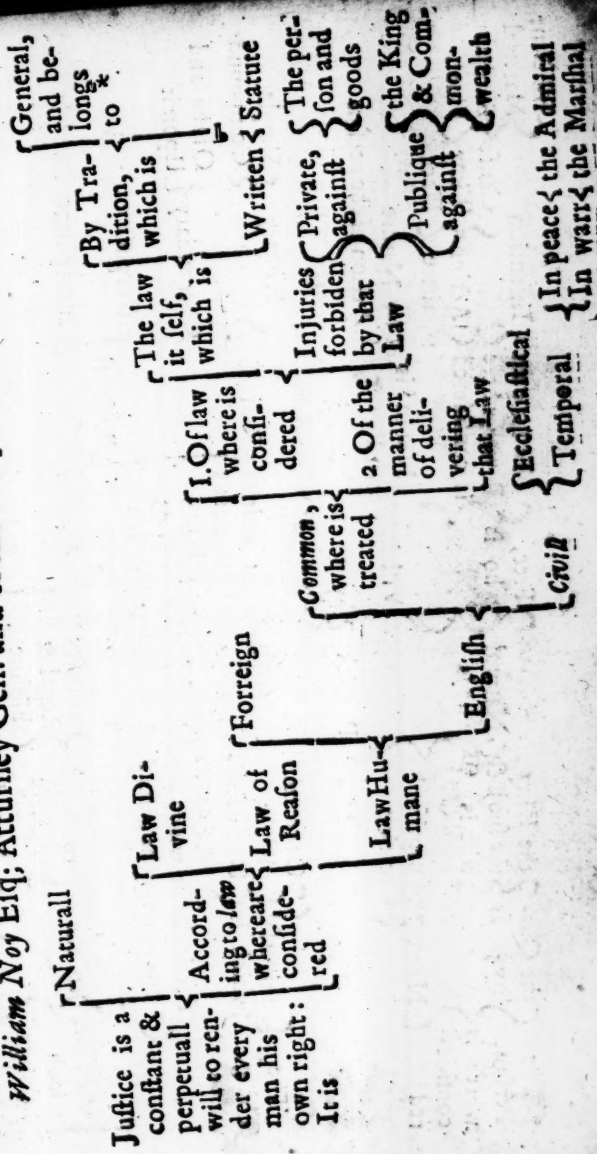 William Noy Esq; Atturney Gen.
Juſtice is a
conſtant &
perpetuall
will to ren-
der every
man his
own right:
It is
Naturall
Accord-
ing to law
where are
conſide-
red
Law Di-
vine
Law of
Reaſon
Law Hu-
mane
Forreign
Engliſh
Common,
where is
treated
Civill
1. Of law
where is
conſi-
dered
2. Of the
manner
of deli-
vering
that Law
Eccleſiaſtical
Temporal
The law
it ſelf,
which is
Injuries
forbiden
by that
Law
In peace
In warr
the Admiral
the Marſhal
By Tra-
dition,
which is
Written
Statute
Private,
againſt
Publique
againſt
General,
and be-
longs
to *
The per-
ſon and
goods
the King
& Com-
mon-
wealth